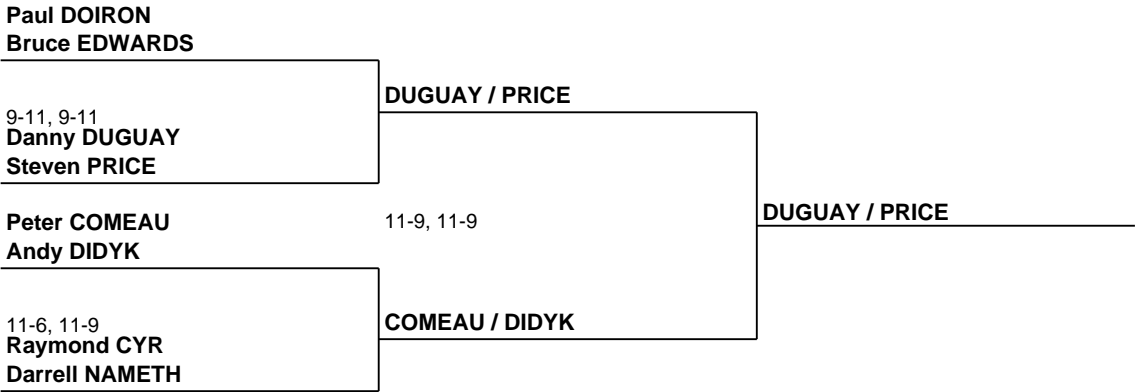 Paul DOIRON
Bruce EDWARDS
DUGUAY / PRICE
9-11, 9-11
Danny DUGUAY
Steven PRICE
Peter COMEAU
11-9, 11-9
DUGUAY / PRICE
Andy DIDYK
11-6, 11-9
COMEAU / DIDYK
Raymond CYR
Darrell NAMETH